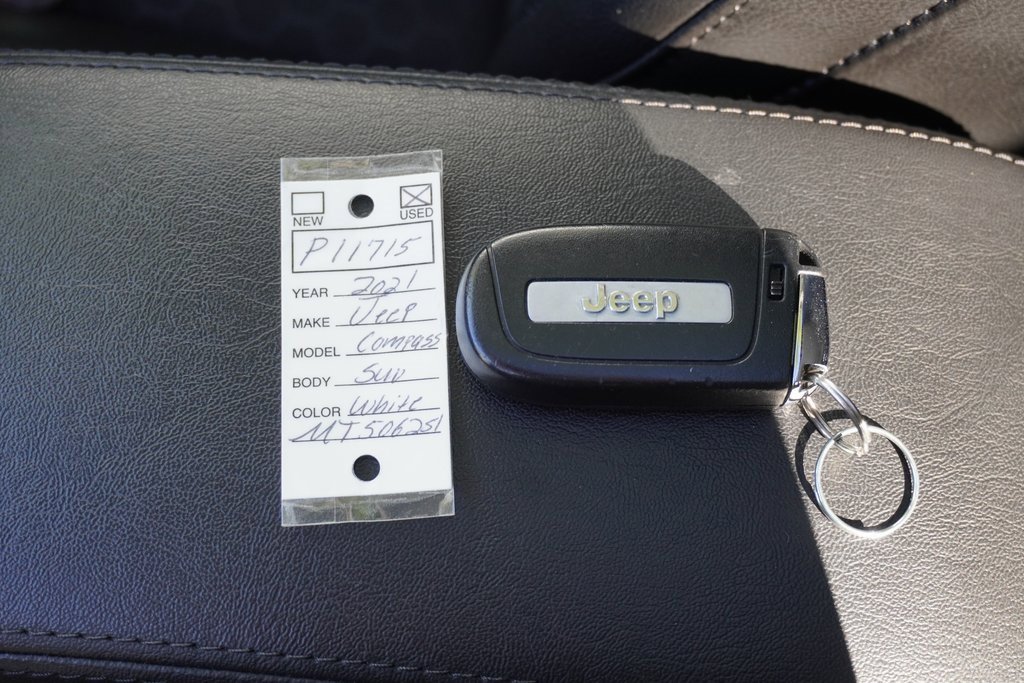 NEW USED
P11715
YEAR 2021
MAKE Jeep
MODEL Compass
BODY Suv
COLOR White
MT506251
Jeep